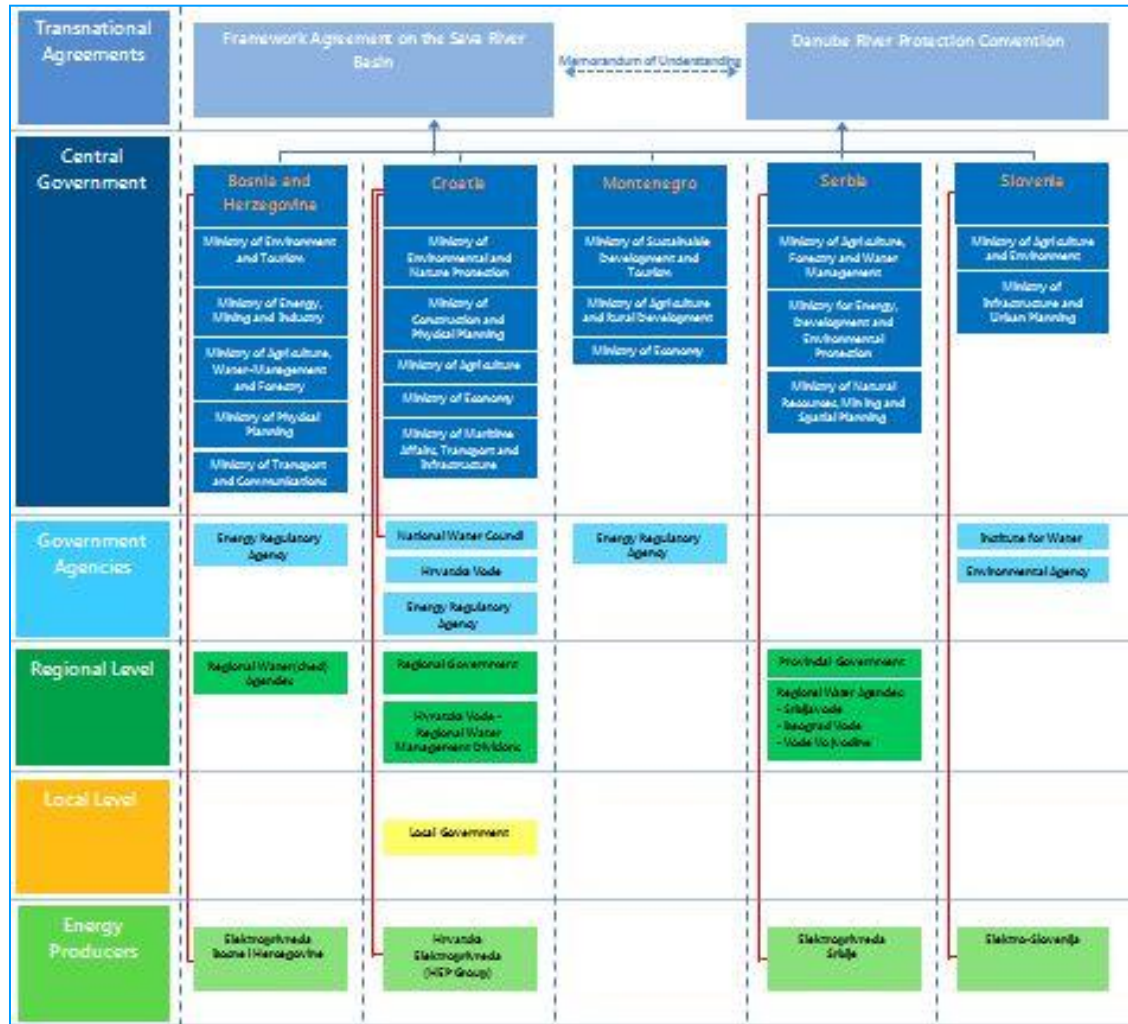 Transnational
Agreements
Framework Agreement on the Sava River
Basin
Memorandum of Understanding
Danube River Protection Convention
Central
Government
Bosnia and
Herzegovina
Croatia
Montenegro
Serbia
Slovenia
Ministry of Environment
and Tourism
Ministry of Energy,
Mining and Industry
Ministry of Agriculture,
Water-Management
and Forestry
Ministry of Physical
Planning
Ministry of Transport
and Communications
Ministry of
Environmental and
Nature Protection
Ministry of
Construction and
Physical Planning
Ministry of Agriculture
Ministry of Economy
Ministry of Maritime
Affairs, Transport and
Infrastructure
Ministry of Sustainable
Development and
Tourism
Ministry of Agriculture
and Rural Development
Ministry of Economy
Ministry of Agriculture,
Forestry and Water
Management
Ministry for Energy,
Development and
Environmental
Protection
Ministry of Natural
Resources, Mining and
Spatial Planning
Ministry of Agriculture
and Environment
Ministry of
Infrastructure and
Urban Planning
Government
Agencies
Energy Regulatory
Agency
National Water Council
Hrvatske Vode
Energy Regulatory
Agency
Energy Regulatory
Agency
Institute for Water
Environmental Agency
Regional Level
Regional Water(shed)
Agencies
Regional Government
Hvratske Vode -
Regional Water
Management Divisions
Provincial Government
Regional Water Agencies
- Srbijavode
- Beograd Vode
- Vode Vojvodine
Local Level
Local Government
Energy
Producers
Elektroprivreda
Bosne i Hercegovine
Hrvatska
Elektroprivreda
(HEP Group)
Elektroprivreda
Srbije
Elektro-Slovenija